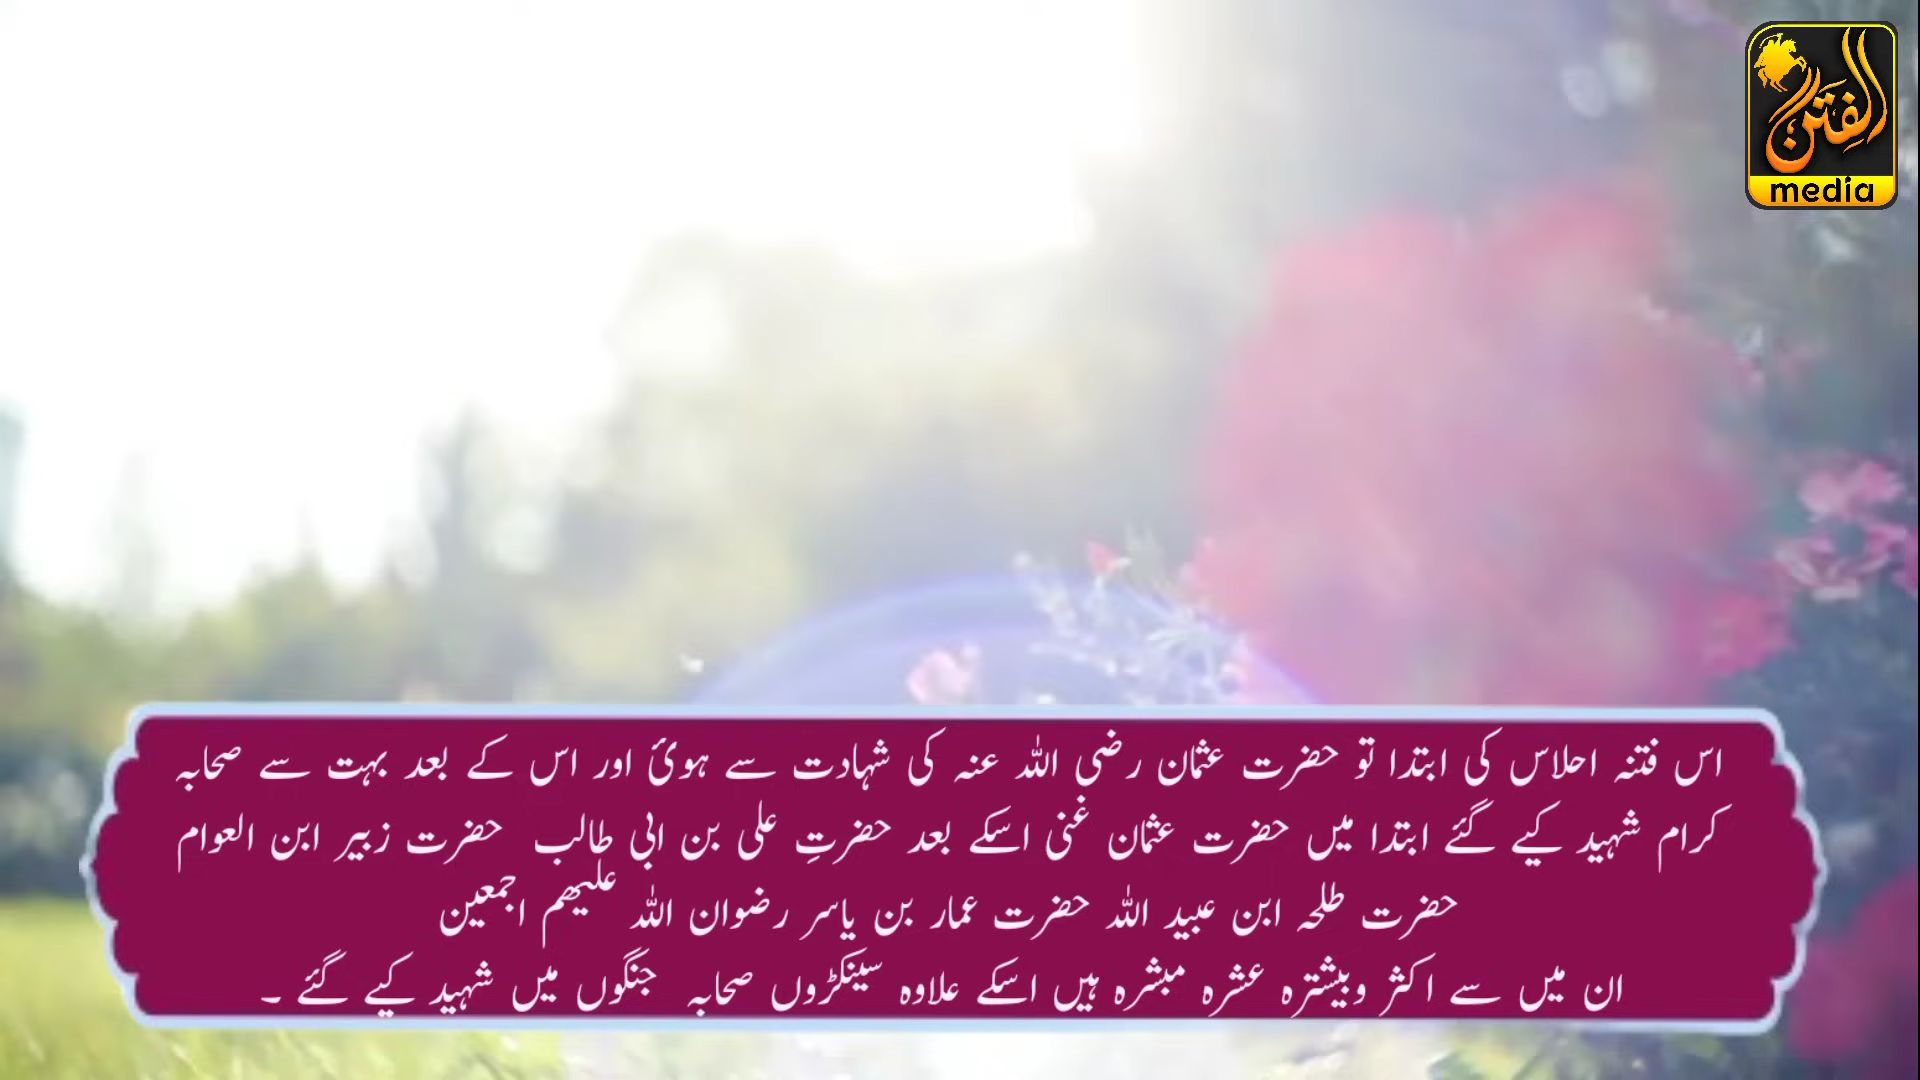 الفتن
media
اس فتنہ احلاس کی ابتدا تو حضرت عثمان رضی اللہ عنہ کی شہادت سے ہوئ اور اس کے بعد بہت سے صحابہ
کرام شہید کیے گئے ابتدا میں حضرت عثمان غنی اسکے بعد حضرتِ علی بن ابی طالب حضرت زبیر ابن العوام
حضرت طلحہ ابن عبید اللہ حضرت عمار بن یاسر رضوان اللہ علیھم اجمعین
ان میں سے اکثر وبیشترہ عشرہ مبشرہ ہیں اسکے علاوہ سینکڑوں صحابہ جنگوں میں شہید کیے گئے ۔